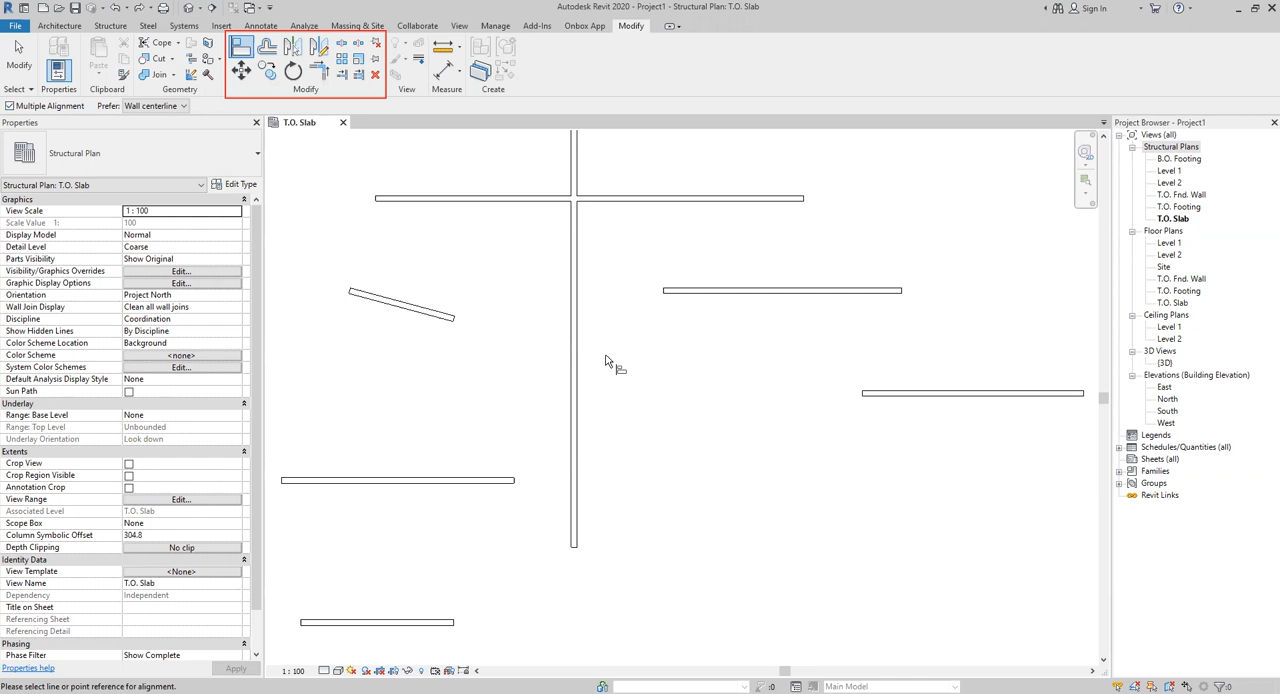 Autodesk Revit 2020 - Project1 - Structural Plan: T.O. Slab
Sign In
File Architecture Structure Steel Systems Insert Annotate Analyze Massing & Site Collaborate View Manage Add-Ins Onbox App Modify
Modify Paste Cope Cut Join
Select Properties Clipboard Geometry Modify View Measure Create
Multiple Alignment Prefer: Wall centerline
Properties
T.O. Slab
Project Browser - Project1
Structural Plan
Structural Plan: T.O. Slab Edit Type
Graphics
View Scale 1 : 100
Scale Value 1: 100
Display Model Normal
Detail Level Coarse
Parts Visibility Show Original
Visibility/Graphics Overrides Edit...
Graphic Display Options Edit...
Orientation Project North
Wall Join Display Clean all wall joins
Discipline Coordination
Show Hidden Lines By Discipline
Color Scheme Location Background
Color Scheme <none>
System Color Schemes Edit...
Default Analysis Display Style None
Sun Path
Underlay
Range: Base Level None
Range: Top Level Unbounded
Underlay Orientation Look down
Extents
Crop View
Crop Region Visible
Annotation Crop
View Range Edit...
Associated Level T.O. Slab
Scope Box None
Column Symbolic Offset 304.8
Depth Clipping No clip
Identity Data
View Template <None>
View Name T.O. Slab
Dependency Independent
Title on Sheet
Referencing Sheet
Referencing Detail
Phasing
Phase Filter Show Complete
Properties help Apply
Views (all)
Structural Plans
B.O. Footing
Level 1
Level 2
T.O. Fnd. Wall
T.O. Footing
T.O. Slab
Floor Plans
Level 1
Level 2
Site
T.O. Fnd. Wall
T.O. Footing
T.O. Slab
Ceiling Plans
Level 1
Level 2
3D Views
{3D}
Elevations (Building Elevation)
East
North
South
West
Legends
Schedules/Quantities (all)
Sheets (all)
Families
Groups
Revit Links
1 : 100
Please select line or point reference for alignment.
:0
Main Model
:0